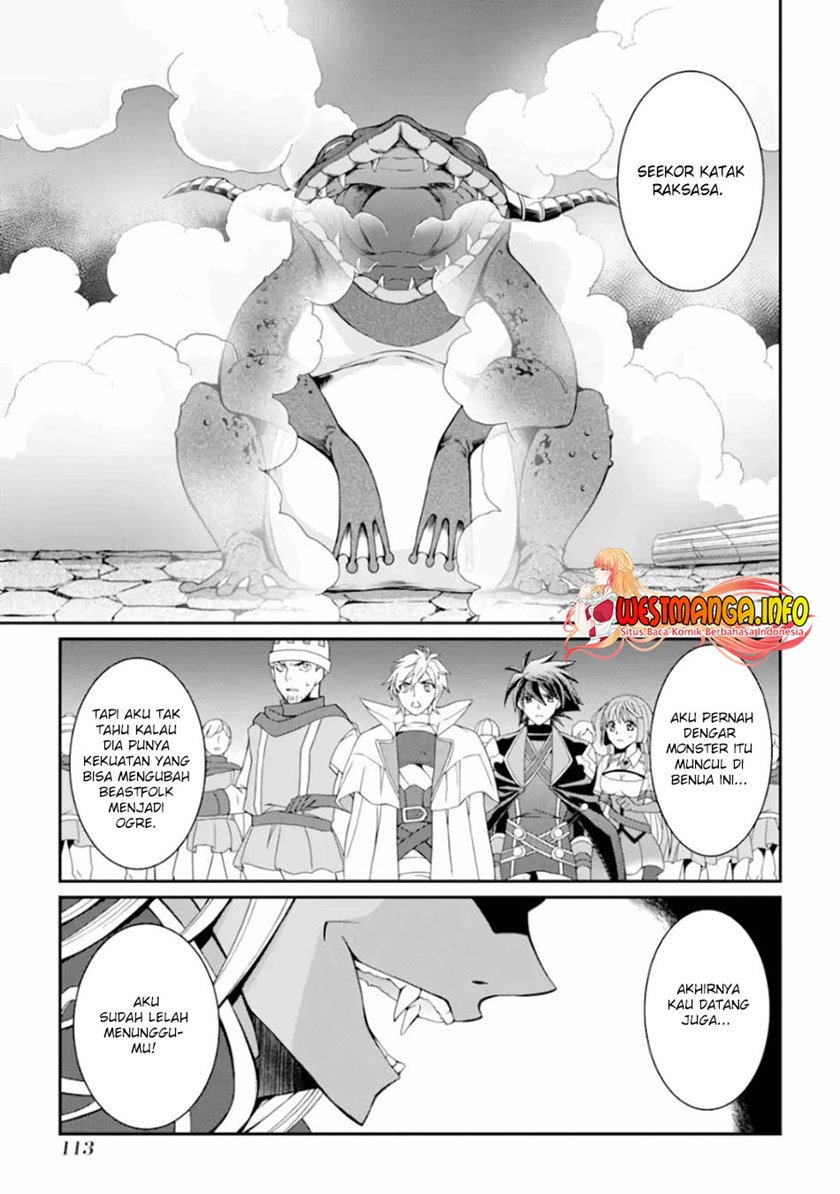 SEEKOR KATAK
RAKSASA.
WESTMANGA.INFO
Situs Baca Komik Berbahasa Indonesia
AKU PERNAH
DENGAR
MONSTER ITU
MUNCUL DI
BENUA INI...
TAPI AKU TAK
TAHU KALAU
DIA PUNYA
KEKUATAN YANG
BISA MENGUBAH
BEASTFOLK
MENJADI
OGRE.
AKHIRNYA
KAU DATANG
JUGA...
AKU
SUDAH LELAH
MENUNGGU-
MU!
113